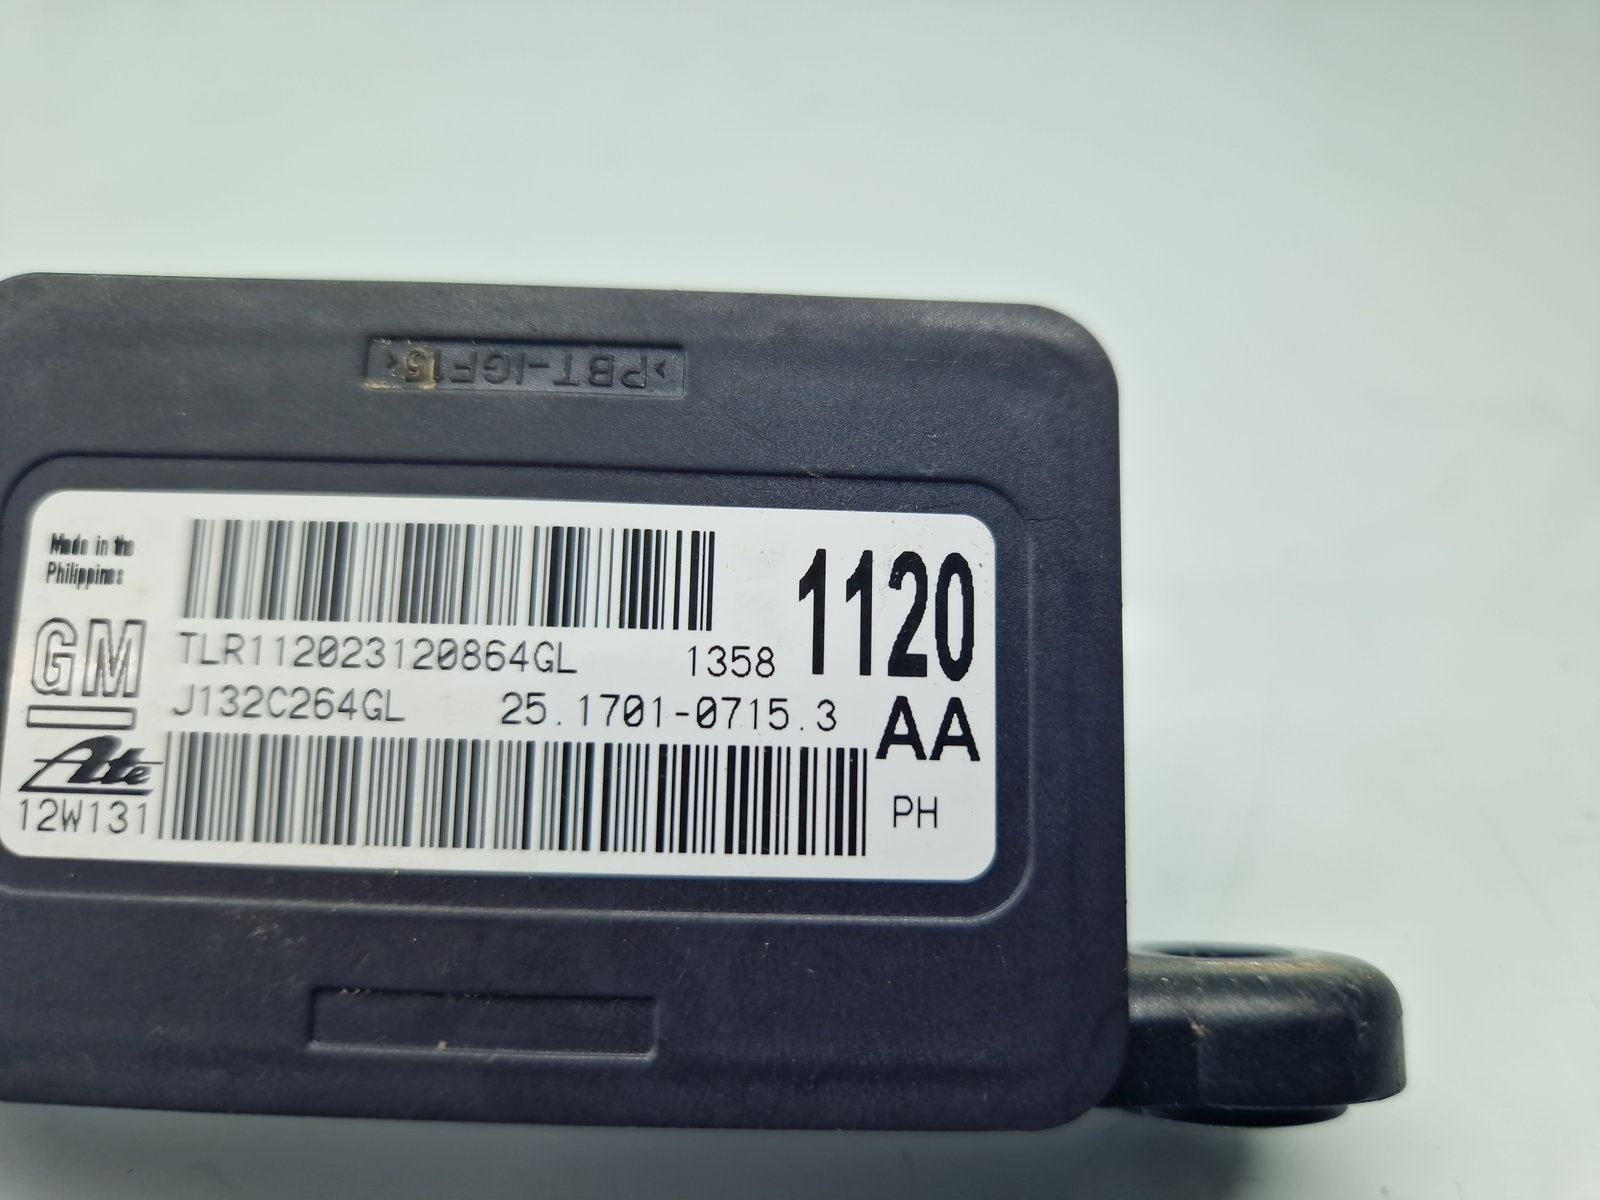 >PBT-IGF15<
Made in the
Philippines
GM
TLR112023120864GL 1358
1120
J132C264GL 25.1701-0715.3
AA
Ate
12W131
PH